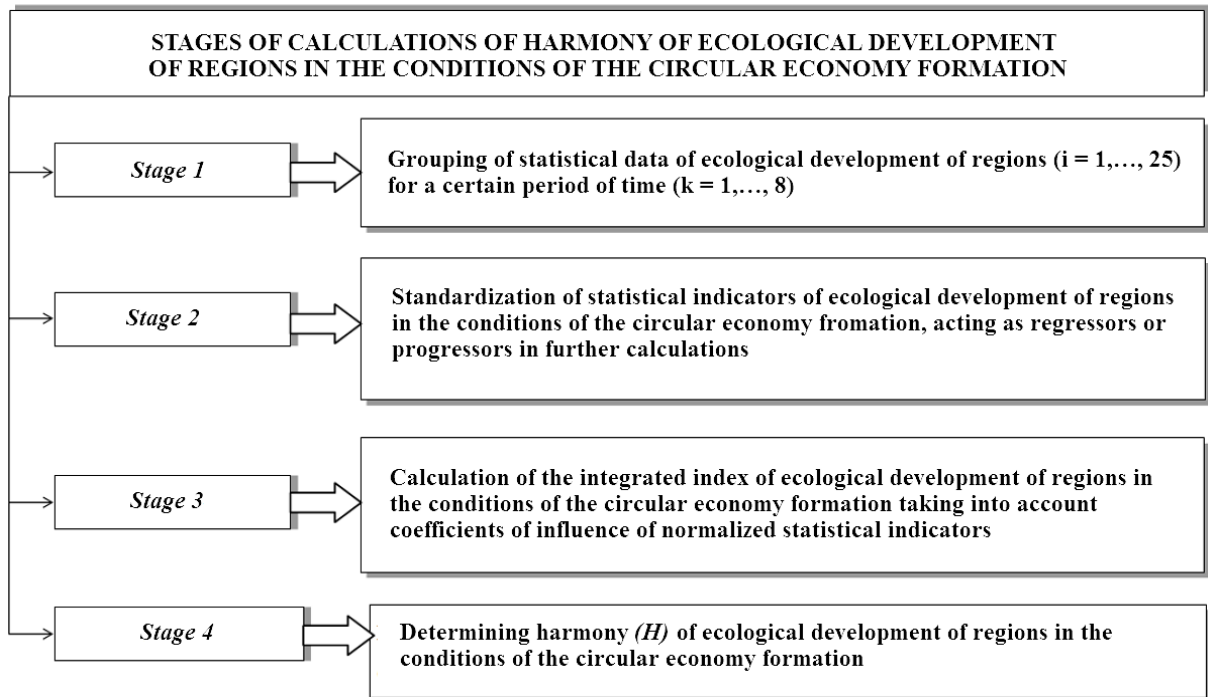 STAGES OF CALCULATIONS OF HARMONY OF ECOLOGICAL DEVELOPMENT
OF REGIONS IN THE CONDITIONS OF THE CIRCULAR ECONOMY FORMATION
Stage 1
Grouping of statistical data of ecological development of regions (i = 1,…, 25)
for a certain period of time (k = 1,…, 8)
Stage 2
Standardization of statistical indicators of ecological development of regions
in the conditions of the circular economy fromation, acting as regressors or
progressors in further calculations
Stage 3
Calculation of the integrated index of ecological development of regions in
the conditions of the circular economy formation taking into account
coefficients of influence of normalized statistical indicators
Stage 4
Determining harmony (H) of ecological development of regions in the
conditions of the circular economy formation